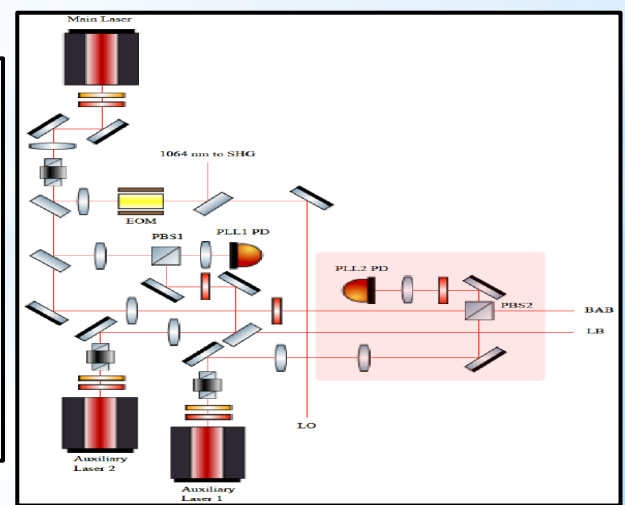 Main Laser
1064 nm to SHG
EOM
PBS1
PLL1 PD
PLL2 PD
PBS2
BAB
LB
LO
Auxiliary
Laser 2
Auxiliary
Laser 1